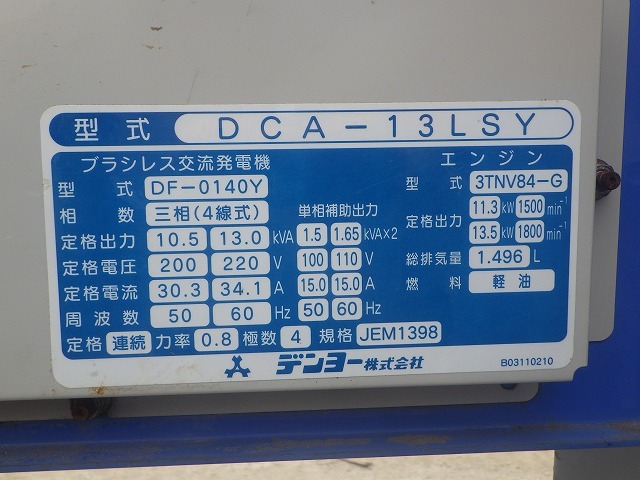 型式 DCA-13LSY
ブラシレス交流発電機
型式 DF-0140Y
相数 三相(4線式) 単相補助出力
定格出力 10.5 13.0 kVA 1.5 1.65 kVA×2
定格電圧 200 220 V 100 110 V
定格電流 30.3 34.1 A 15.0 15.0 A
周波数 50 60 Hz 50 60 Hz
定格 連続 力率 0.8 極数 4 規格 JEM1398
エンジン
型式 3TNV84-G
定格出力 11.3 kW 1500 min⁻¹
13.5 kW 1800 min⁻¹
総排気量 1.496 L
燃料 軽油
デンヨー株式会社
B03110210